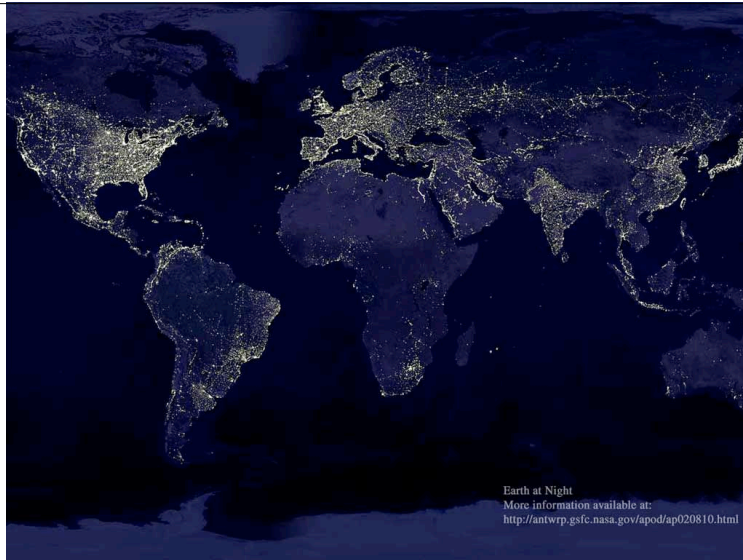 Earth at Night
More information available at:
http://antwrp.gsfc.nasa.gov/apod/ap020810.html